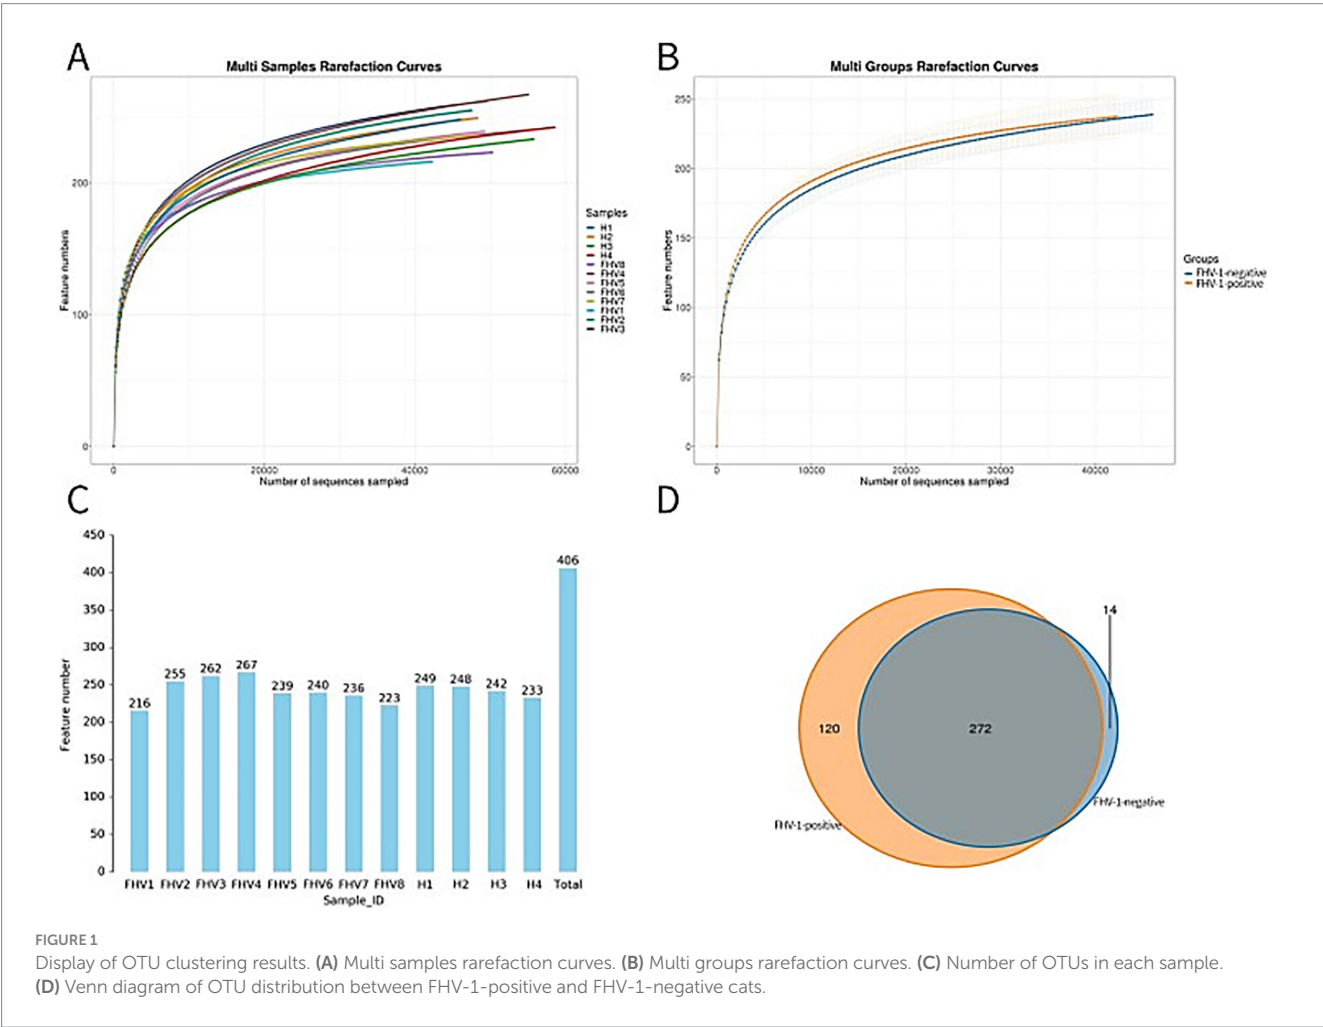 A
Multi Samples Rarefaction Curves
Feature numbers
200
100
0
0 20000 40000 60000
Number of sequences sampled
Samples
H1
H2
H3
H4
FHV8
FHV4
FHV5
FHV6
FHV7
FHV1
FHV2
FHV3
B
Multi Groups Rarefaction Curves
Feature numbers
250
200
150
100
50
0
0 10000 20000 30000 40000
Number of sequences sampled
Groups
FHV-1-negative
FHV-1-positive
C
Feature number
450
400
350
300
250
200
150
100
50
0
216 255 262 267 239 240 236 223 249 248 242 233 406
FHV1 FHV2 FHV3 FHV4 FHV5 FHV6 FHV7 FHV8 H1 H2 H3 H4 Total
Sample_ID
D
14
120
272
FHV-1-negative
FHV-1-positive
FIGURE 1
Display of OTU clustering results. (A) Multi samples rarefaction curves. (B) Multi groups rarefaction curves. (C) Number of OTUs in each sample.
(D) Venn diagram of OTU distribution between FHV-1-positive and FHV-1-negative cats.